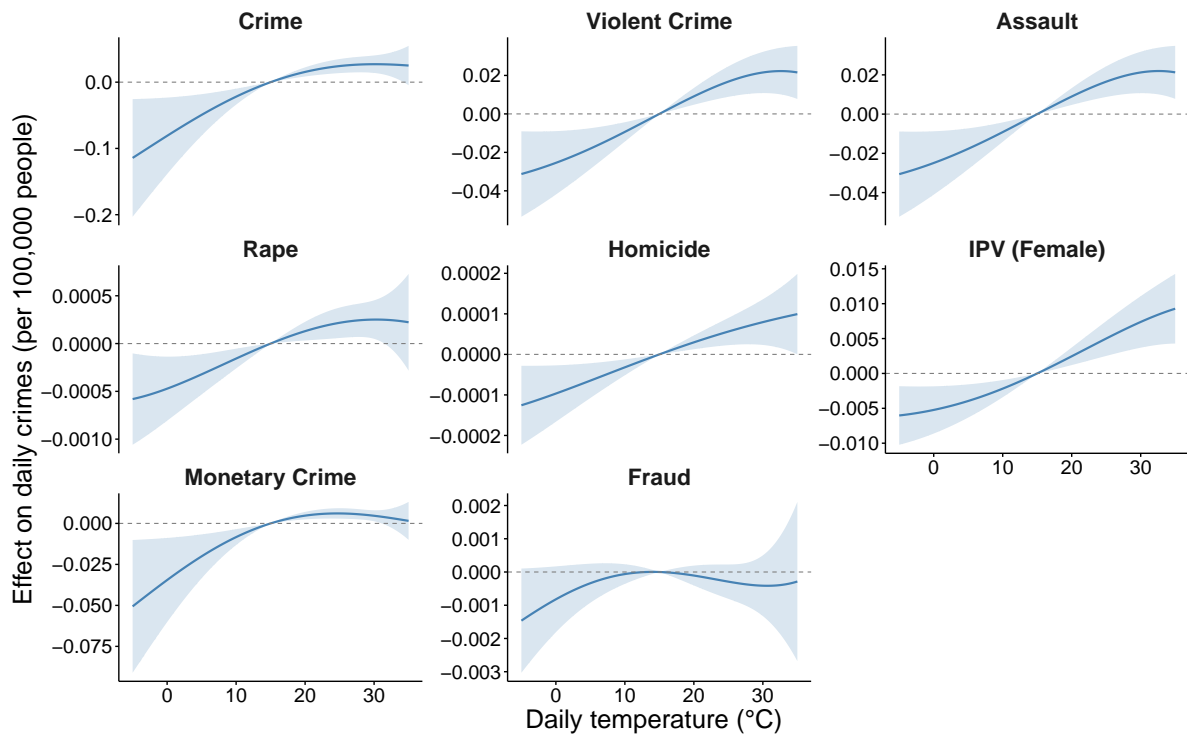 Effect on daily crimes (per 100,000 people)
Crime
0.0
−0.1
−0.2
Violent Crime
0.02
0.00
−0.02
−0.04
Assault
0.02
0.00
−0.02
−0.04
Rape
0.0005
0.0000
−0.0005
−0.0010
Homicide
0.0002
0.0001
0.0000
−0.0001
−0.0002
IPV (Female)
0.015
0.010
0.005
0.000
−0.005
−0.010
0 10 20 30
Monetary Crime
0.000
−0.025
−0.050
−0.075
0 10 20 30
Fraud
0.002
0.001
0.000
−0.001
−0.002
−0.003
0 10 20 30
Daily temperature (°C)